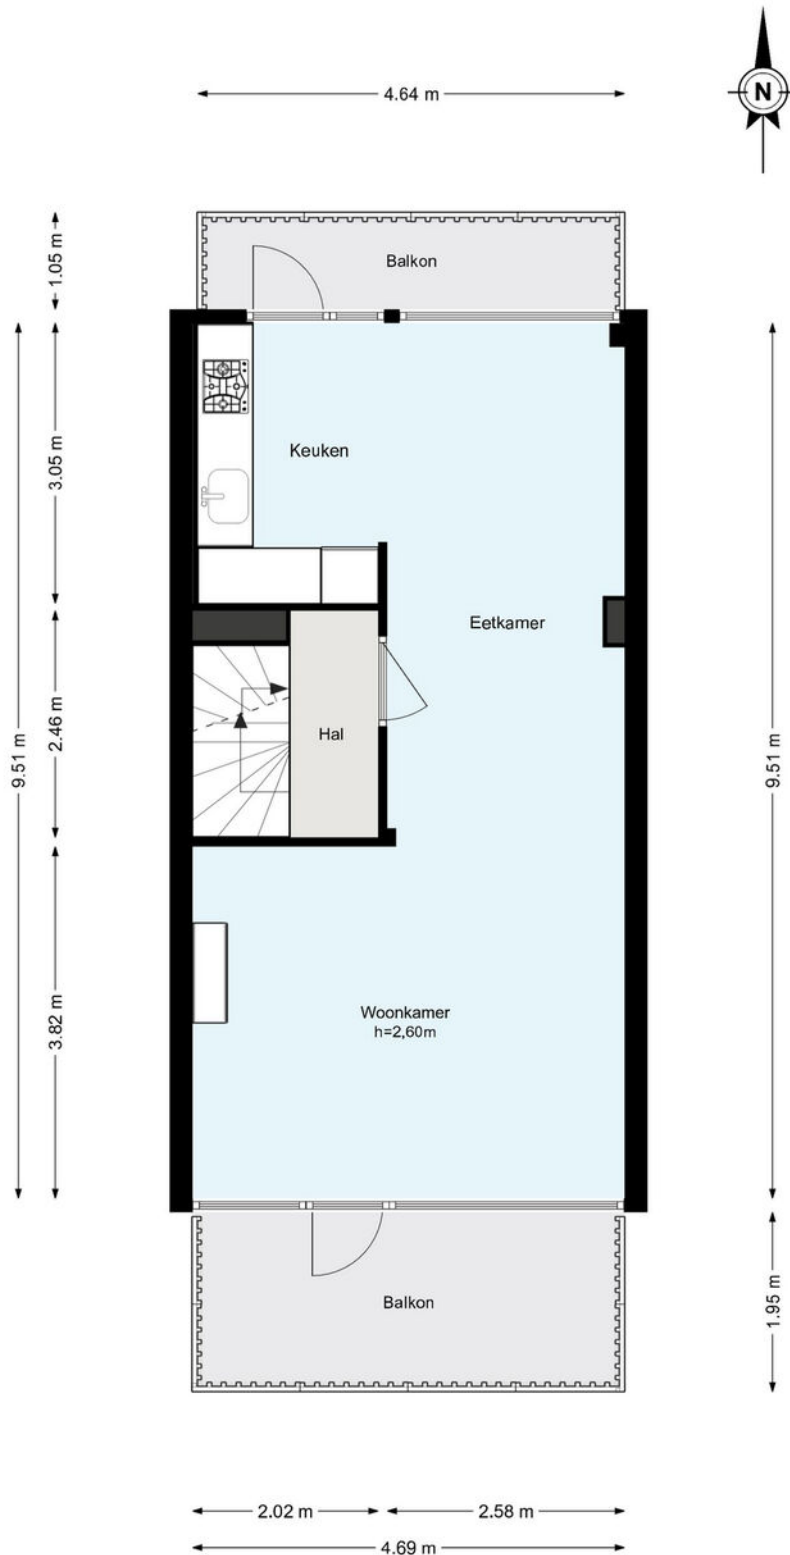 N
4.64 m
1.05 m
Balkon
3.05 m
Keuken
Eetkamer
2.46 m
Hal
9.51 m
9.51 m
3.82 m
Woonkamer
h=2,60m
Balkon
1.95 m
2.02 m
2.58 m
4.69 m